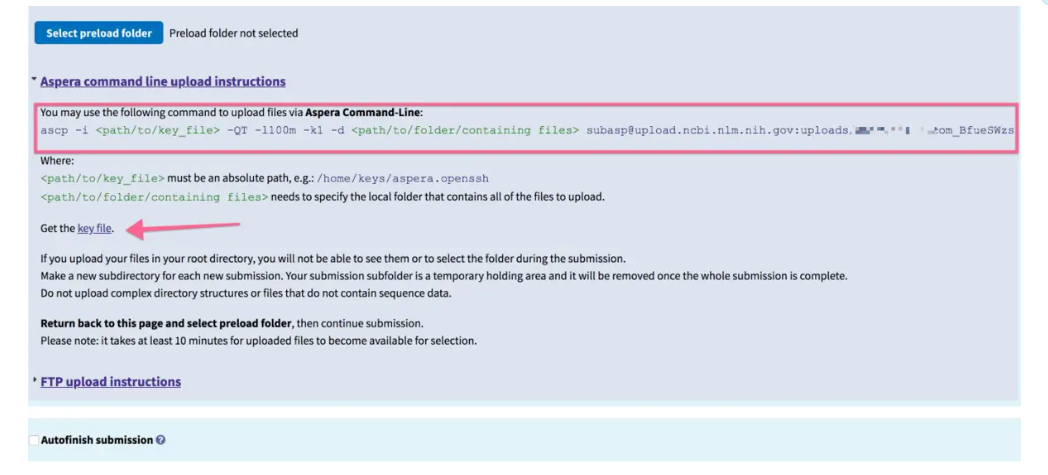 Select preload folder Preload folder not selected
Aspera command line upload instructions
You may use the following command to upload files via Aspera Command-Line:
ascp -i <path/to/key_file> -QT -l100m -k1 -d <path/to/folder/containing files> subasp@upload.ncbi.nlm.nih.gov:uploads om_BfueSWzs
Where:
<path/to/key_file> must be an absolute path, e.g.: /home/keys/aspera.openssh
<path/to/folder/containing files> needs to specify the local folder that contains all of the files to upload.
Get the key file.
If you upload your files in your root directory, you will not be able to see them or to select the folder during the submission.
Make a new subdirectory for each new submission. Your submission subfolder is a temporary holding area and it will be removed once the whole submission is complete.
Do not upload complex directory structures or files that do not contain sequence data.
Return back to this page and select preload folder, then continue submission.
Please note: it takes at least 10 minutes for uploaded files to become available for selection.
FTP upload instructions
Autofinish submission